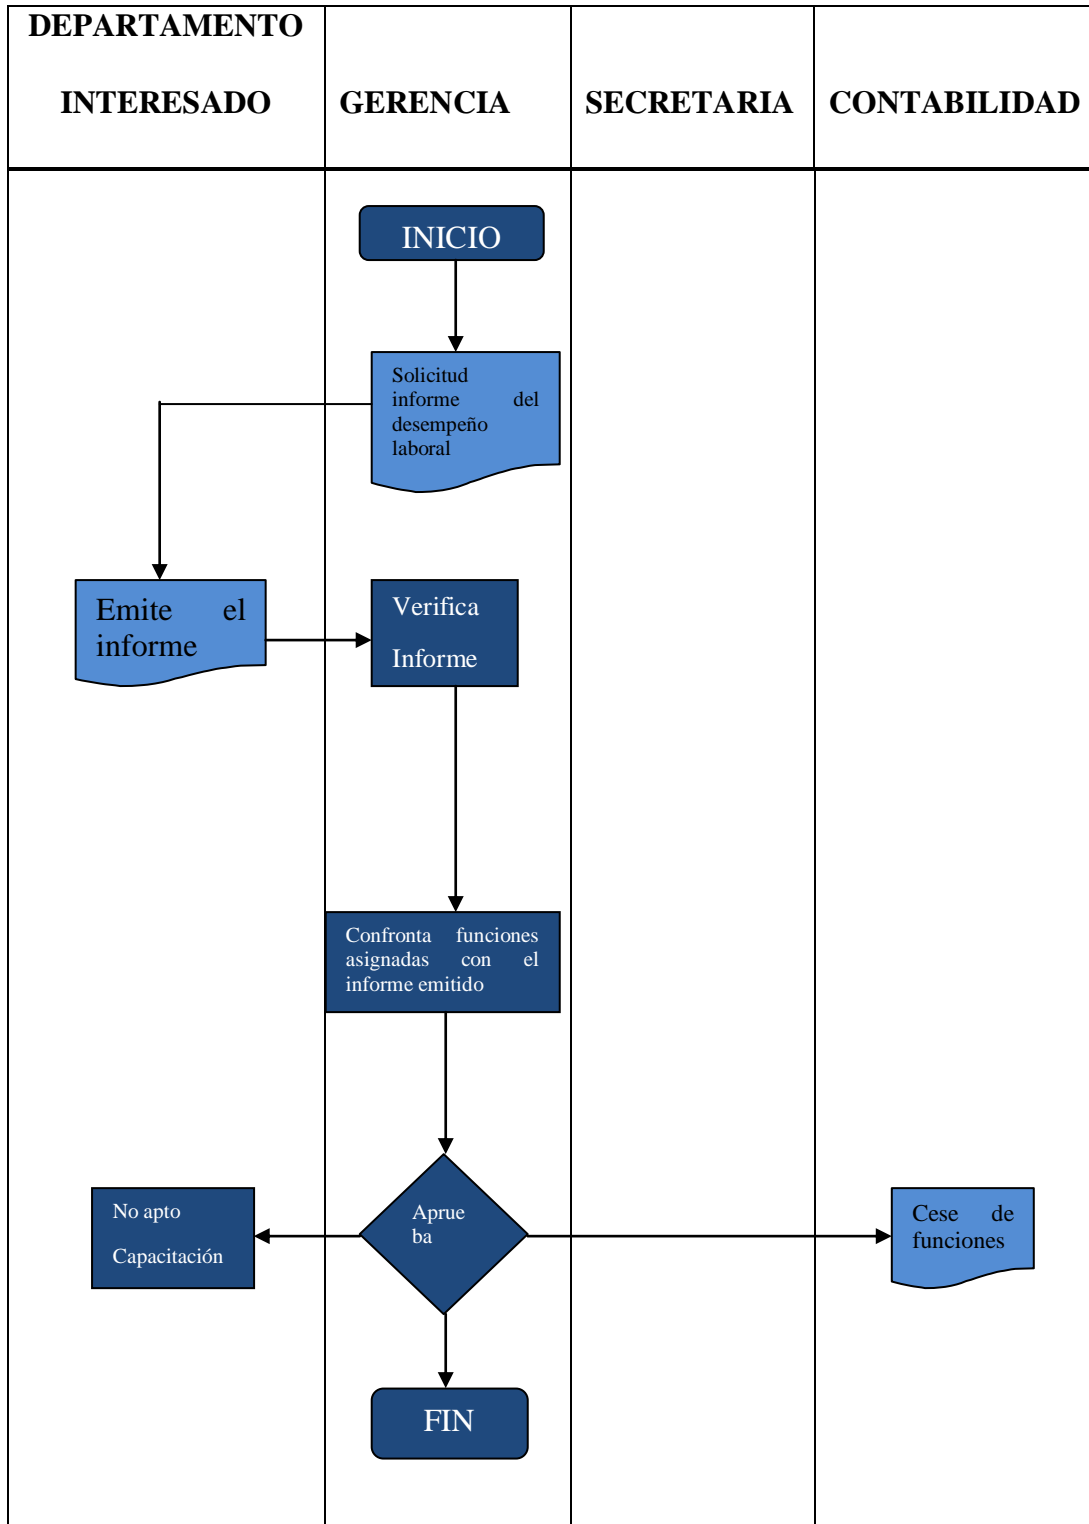 DEPARTAMENTO
INTERESADO
GERENCIA
SECRETARIA
CONTABILIDAD
INICIO
Solicitud
informe del
desempeño
laboral
Emite el
informe
Verifica
Informe
Confronta funciones
asignadas con el
informe emitido
No apto
Capacitación
Aprue
ba
Cese de
funciones
FIN